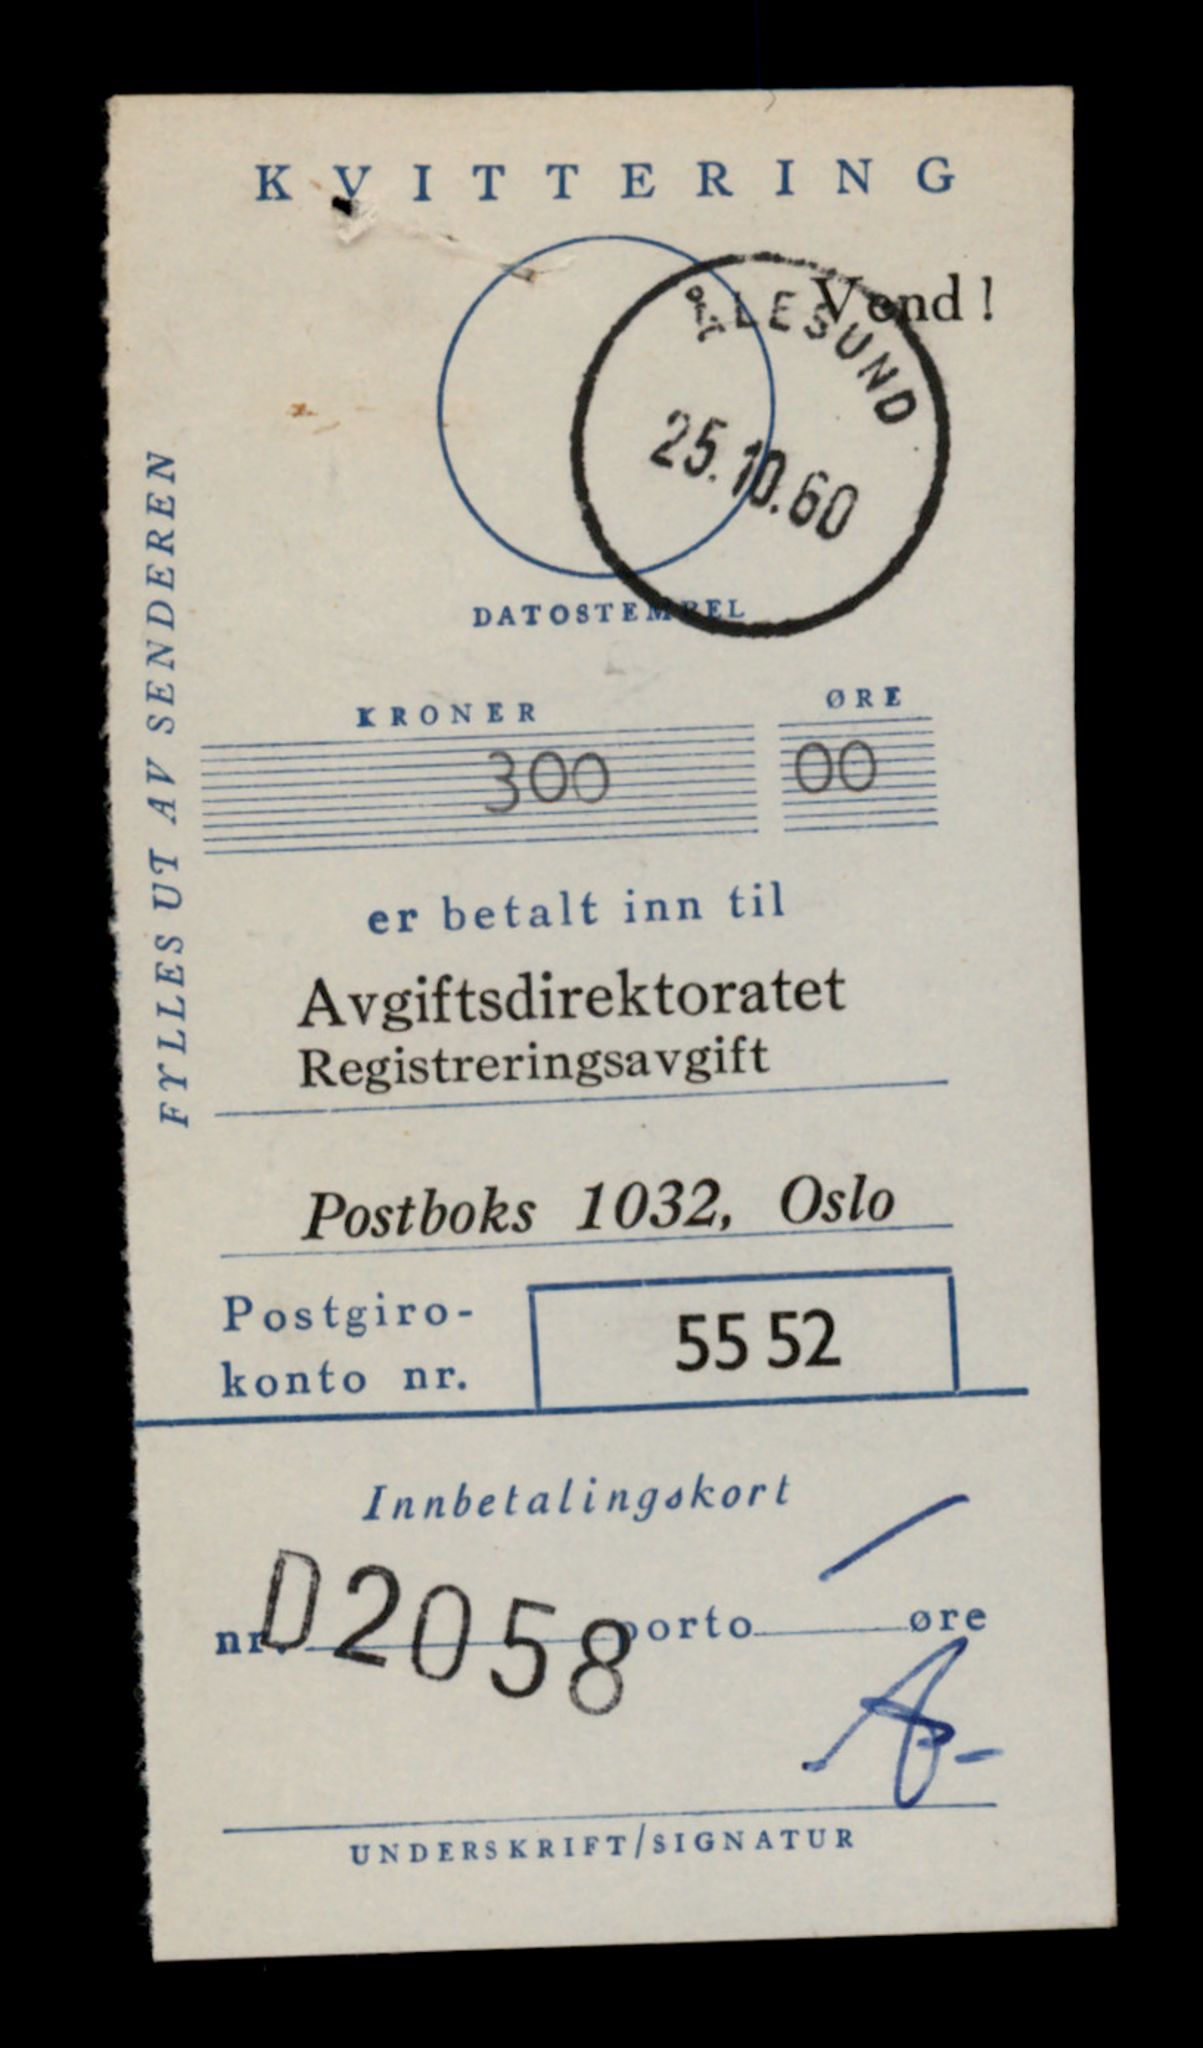 KVITTERING
Vend!
ÅLESUND
25.10.60
DATOSTEMPEL
FYLLES UT AV SENDEREN
KRONER ØRE
300 00
er betalt inn til
Avgiftsdirektoratet
Registreringsavgift
Postboks 1032, Oslo
Postgiro-
konto nr.
55 52
Innbetalingskort
nr. D2058 porto øre
UNDERSKRIFT/SIGNATUR